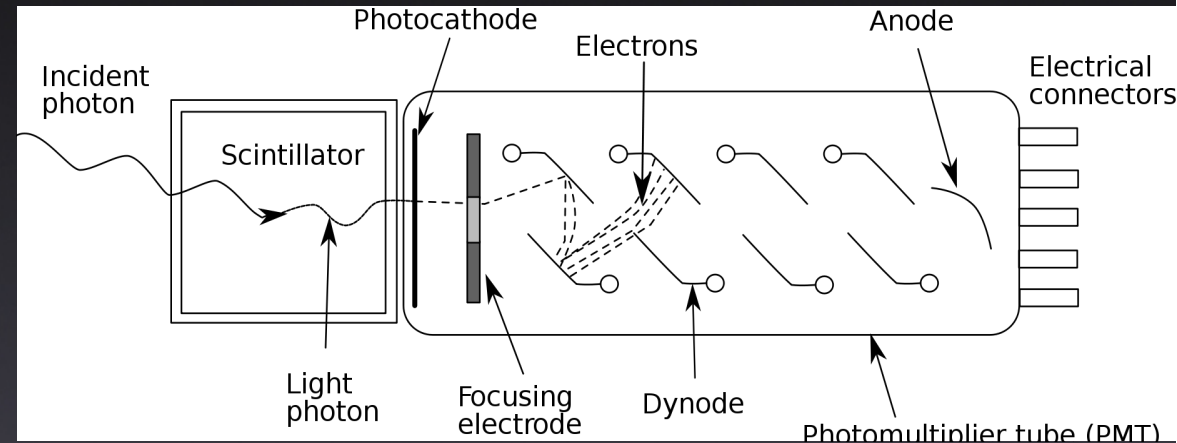 Photocathode
Anode
Electrons
Incident
photon
Electrical
connectors
Scintillator
Light
photon
Focusing
electrode
Dynode
Photomultiplier tube (PMT)